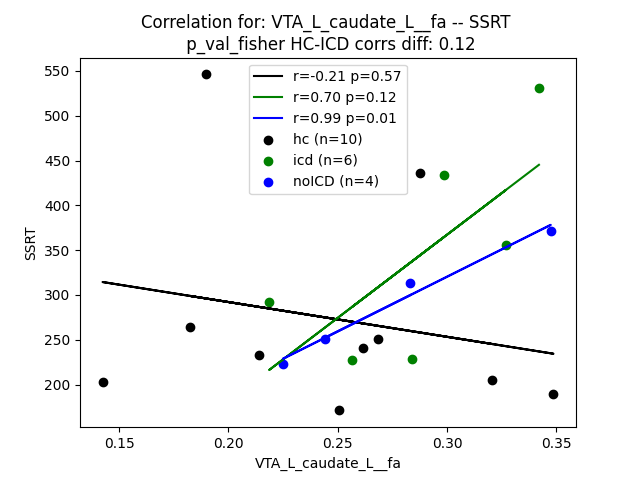 Correlation for: VTA_L_caudate_L__fa -- SSRT
p_val_fisher HC-ICD corrs diff: 0.12
r=-0.21 p=0.57
r=0.70 p=0.12
r=0.99 p=0.01
hc (n=10)
icd (n=6)
noICD (n=4)
550
500
450
400
350
300
250
200
SSRT
0.15 0.20 0.25 0.30 0.35
VTA_L_caudate_L__fa